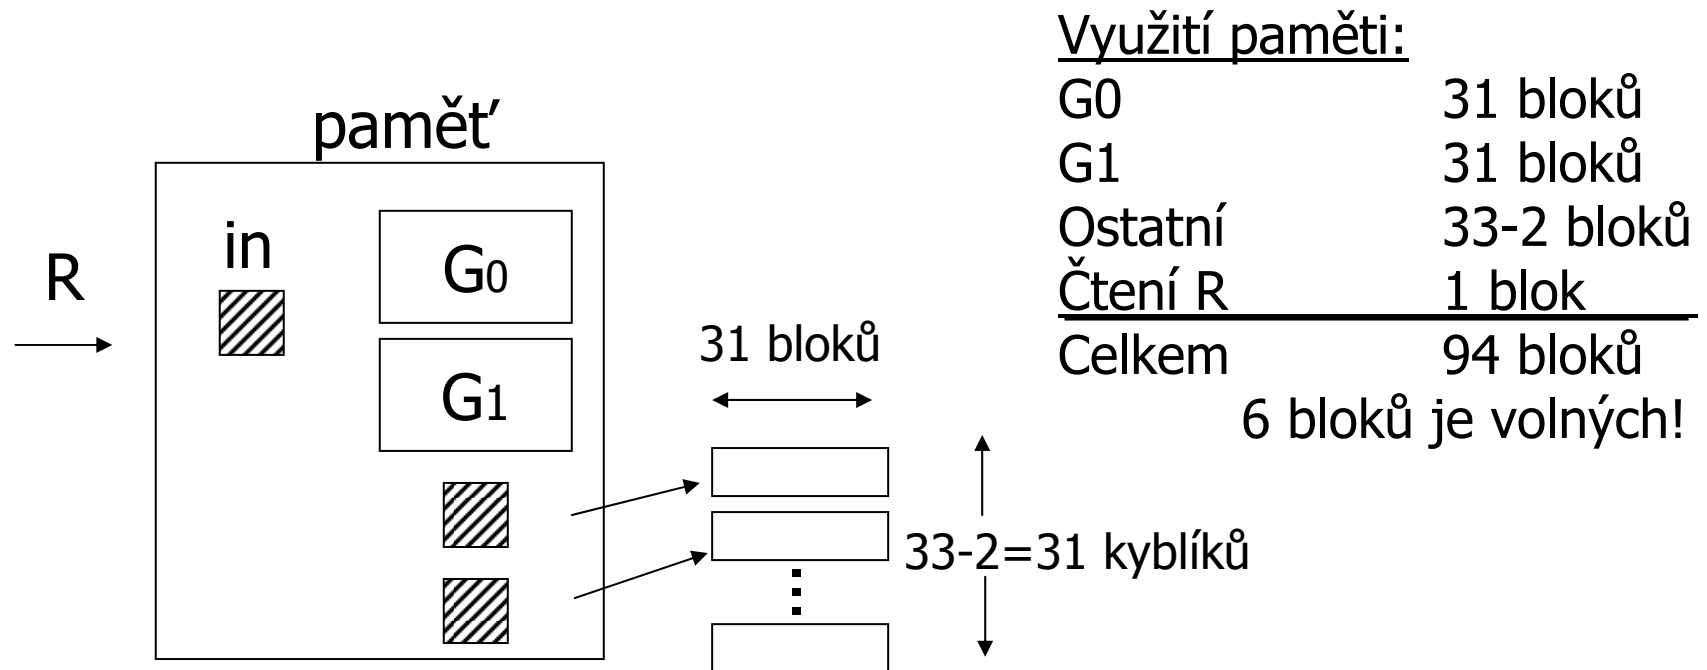 Využití paměti:
G0 31 bloků
G1 31 bloků
Ostatní 33-2 bloků
Čtení R 1 blok
Celkem 94 bloků
6 bloků je volných!
paměť
in
R
G0
G1
31 bloků
33-2=31 kyblíků